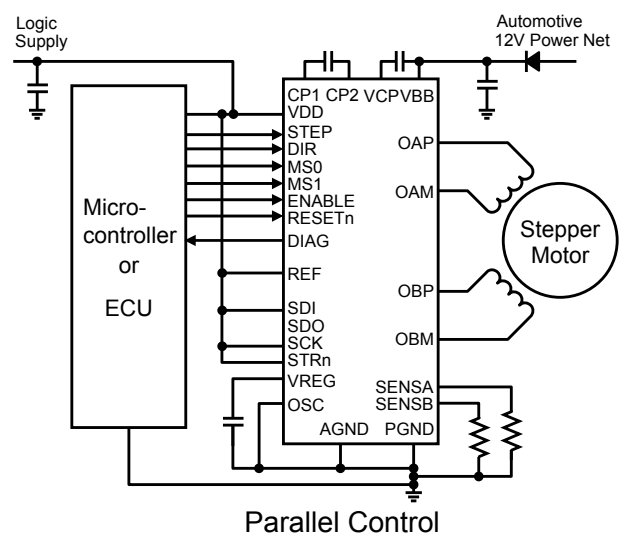 Logic
Supply
Automotive
12V Power Net
CP1 CP2 VCPVBB
VDD
STEP
DIR
MS0
MS1
ENABLE
RESETn
DIAG
REF
SDI
SDO
SCK
STRn
VREG
OSC
AGND PGND
OAP
OAM
OBP
OBM
SENSA
SENSB
Micro-
controller
or
ECU
Stepper
Motor
Parallel Control